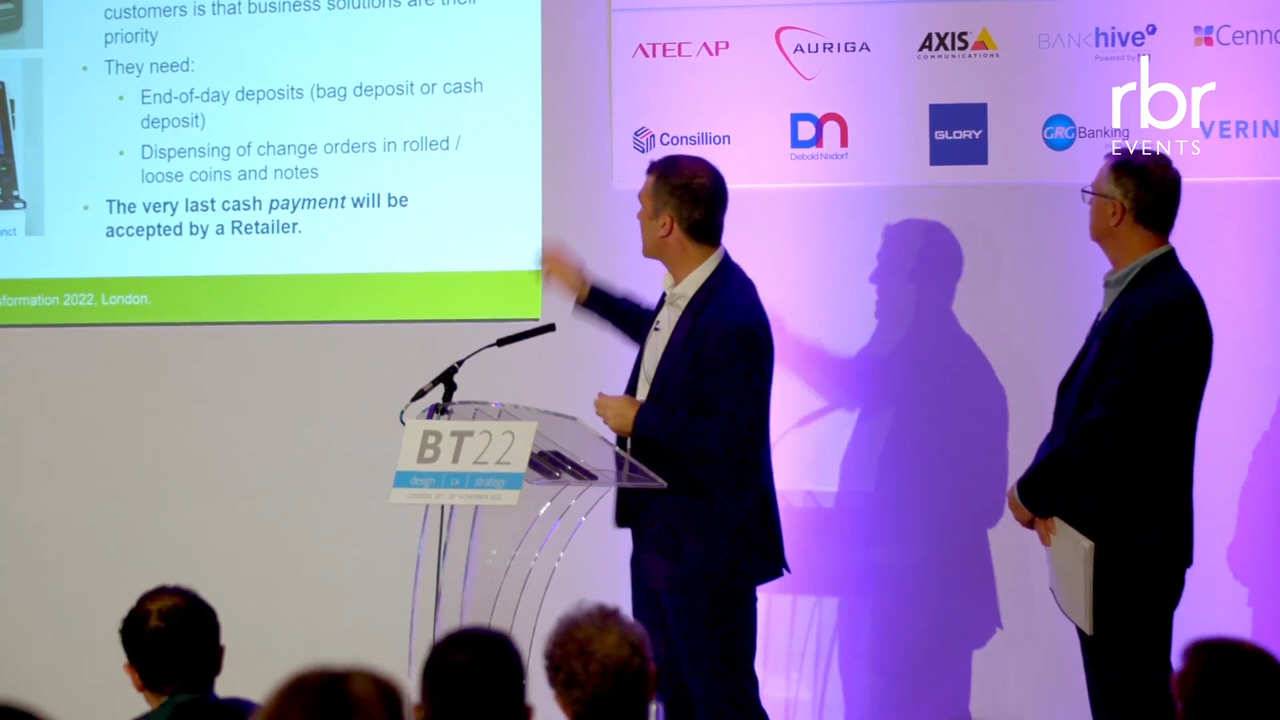 customers is that business solutions are their
priority
• They need:
• End-of-day deposits (bag deposit or cash
deposit)
• Dispensing of change orders in rolled /
loose coins and notes
• The very last cash payment will be
accepted by a Retailer.
sformation 2022, London.
ATEC AP
AURIGA
AXIS
COMMUNICATIONS
BANKhive
Powered by
Cenno
Consillion
DN
Diebold Nixdorf
GLORY
GRG Banking
VERIN
rbr
EVENTS
BT22
design | cx | strategy